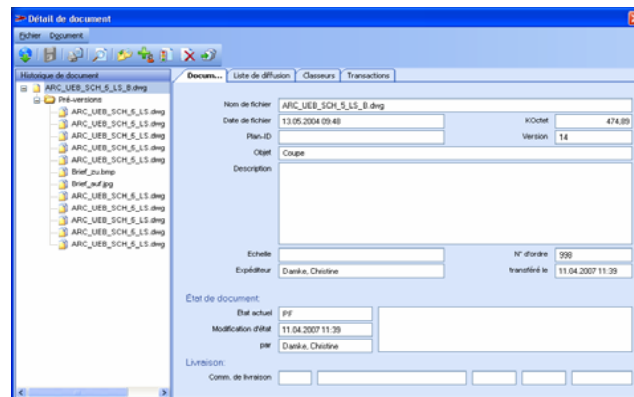 Détail de document
Fichier Document
Historique de document
ARC_UEB_SCH_5_LS_B.dwg
Pré-versions
ARC_UEB_SCH_5_LS.dwg
ARC_UEB_SCH_5_LS.dwg
ARC_UEB_SCH_5_LS.dwg
ARC_UEB_SCH_5_LS.dwg
ARC_UEB_SCH_5_LS.dwg
Brief_zu.bmp
Brief_auf.jpg
ARC_UEB_SCH_5_LS.dwg
ARC_UEB_SCH_5_LS.dwg
ARC_UEB_SCH_5_LS.dwg
ARC_UEB_SCH_5_LS.dwg
ARC_UEB_SCH_5_LS.dwg
Docum... Liste de diffusion Classeurs Transactions
Nom de fichier ARC_UEB_SCH_5_LS_B.dwg
Date de fichier 13.05.2004 09:48 KOctet 474,89
Plan-ID Version 14
Objet Coupe
Description
Echelle N° d'ordre 998
Expéditeur Damke, Christine transféré le 11.04.2007 11:39
État de document:
Etat actuel PF
Modification d'état 11.04.2007 11:39
par Damke, Christine
Livraison:
Comm. de livraison